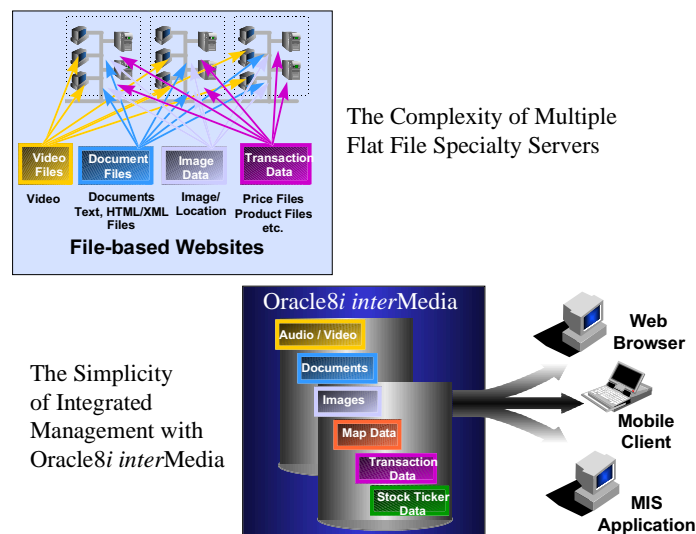 The Complexity of Multiple
Flat File Specialty Servers
Video
Files
Document
Files
Image
Data
Transaction
Data
Video
Documents
Text, HTML/XML
Files
Image/
Location
Price Files
Product Files
etc.
File-based Websites
The Simplicity
of Integrated
Management with
Oracle8i interMedia
Oracle8i interMedia
Audio / Video
Documents
Images
Map Data
Transaction
Data
Stock Ticker
Data
Web
Browser
Mobile
Client
MIS
Application